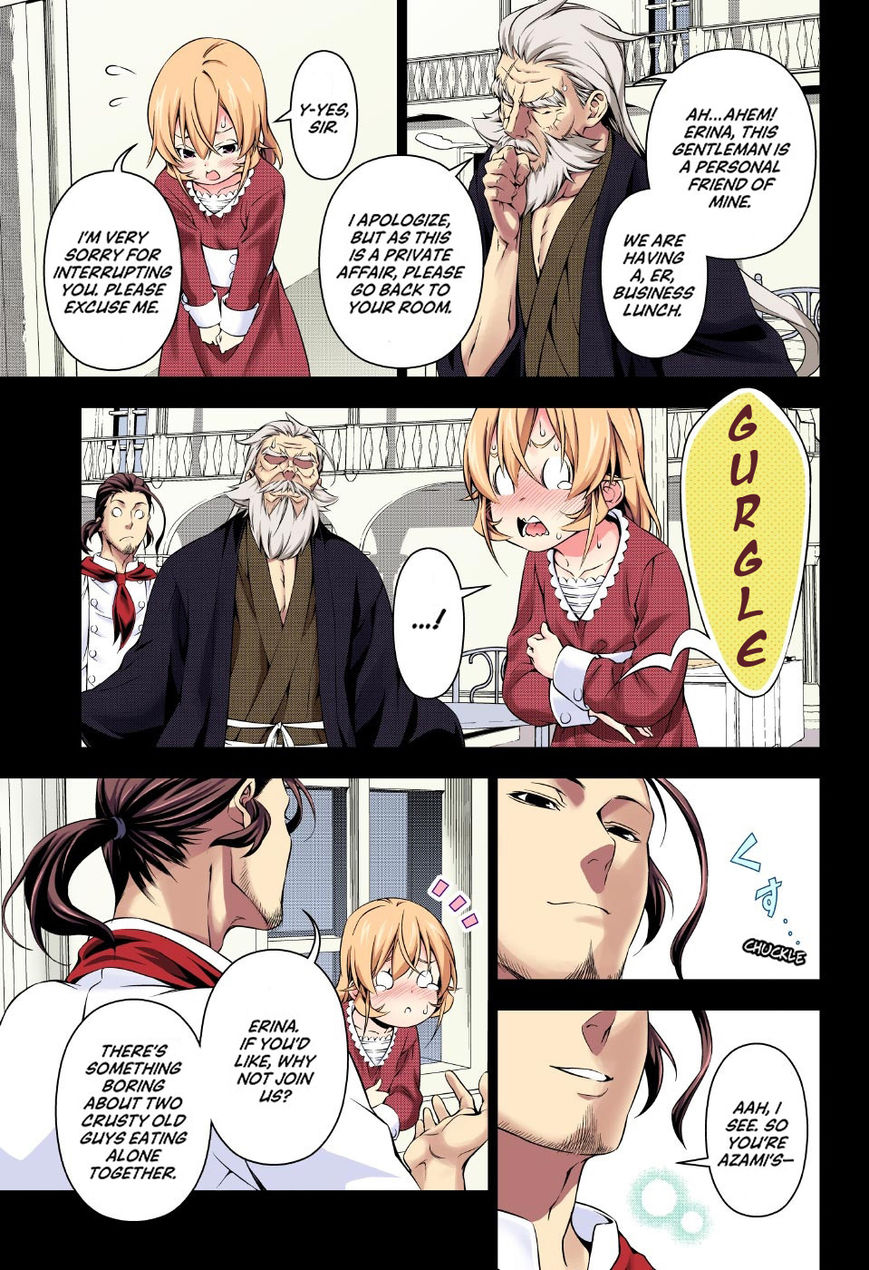 AH...AHEM!
ERINA, THIS
GENTLEMAN IS
A PERSONAL
FRIEND OF
MINE.
WE ARE
HAVING
A, ER,
BUSINESS
LUNCH.
I APOLOGIZE,
BUT AS THIS
IS A PRIVATE
AFFAIR, PLEASE
GO BACK TO
YOUR ROOM.
Y-YES,
SIR.
I'M VERY
SORRY FOR
INTERRUPTING
YOU. PLEASE
EXCUSE ME.
GURGLE
...!
くす...
CHUCKLE
AAH, I
SEE. SO
YOU'RE
AZAMI'S—
ERINA.
IF YOU'D
LIKE, WHY
NOT JOIN
US?
THERE'S
SOMETHING
BORING
ABOUT TWO
CRUSTY OLD
GUYS EATING
ALONE
TOGETHER.